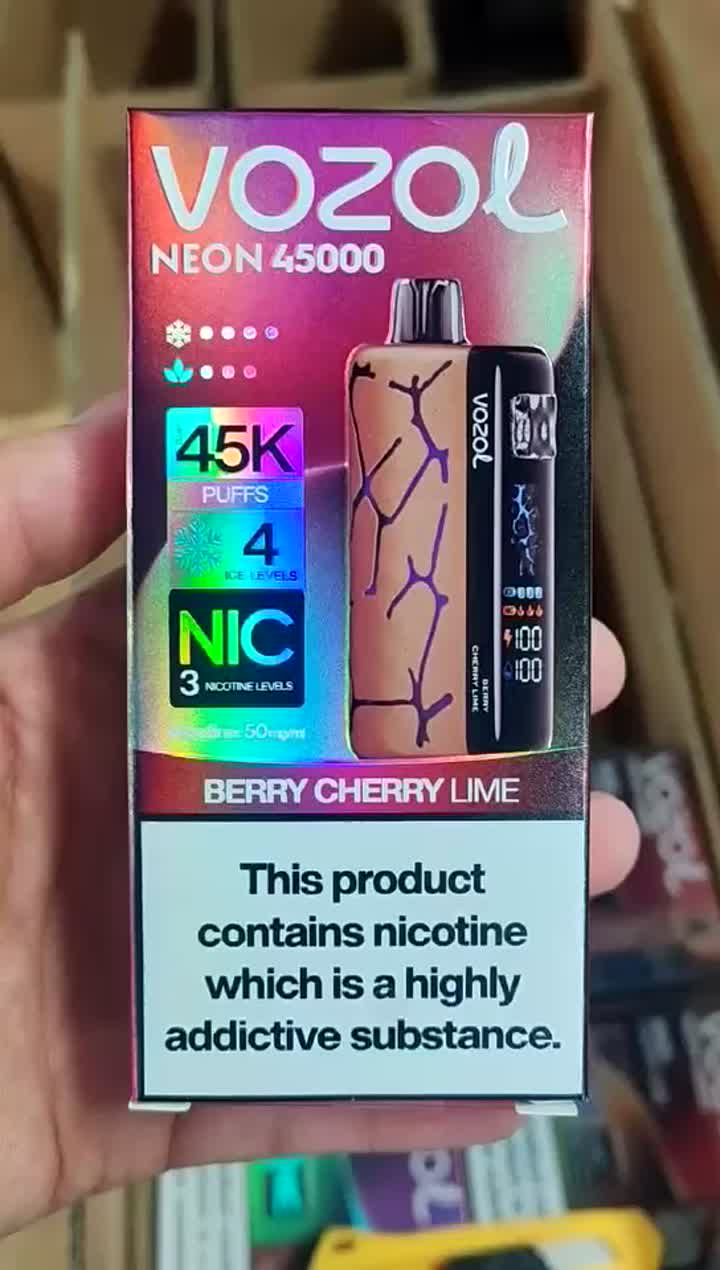 VOZOL
NEON 45000
45K
PUFFS
4
ICE LEVELS
NIC
3 NICOTINE LEVELS
50mg/ml
VOZOL
100
100
BERRY
CHERRY LIME
BERRY CHERRY LIME
This product
contains nicotine
which is a highly
addictive substance.